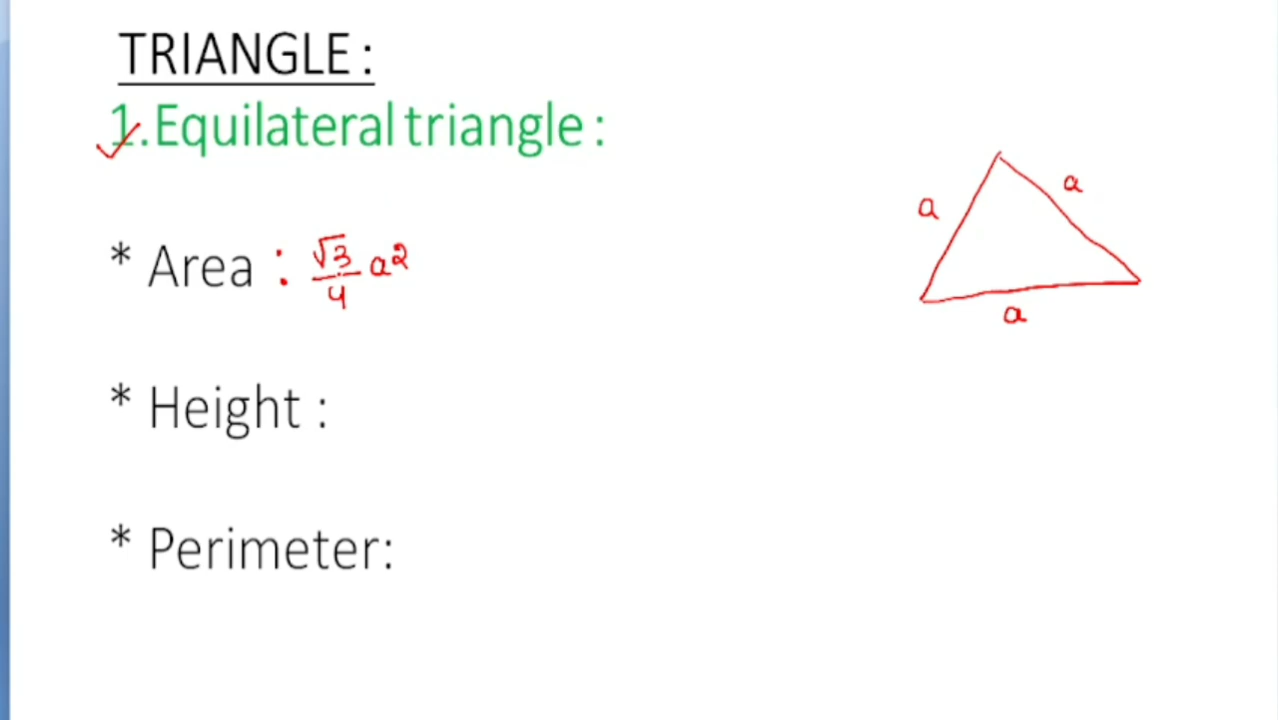 TRIANGLE :
1.Equilateral triangle :
a
a
* Area : √3/4 a²
a
* Height :
* Perimeter: